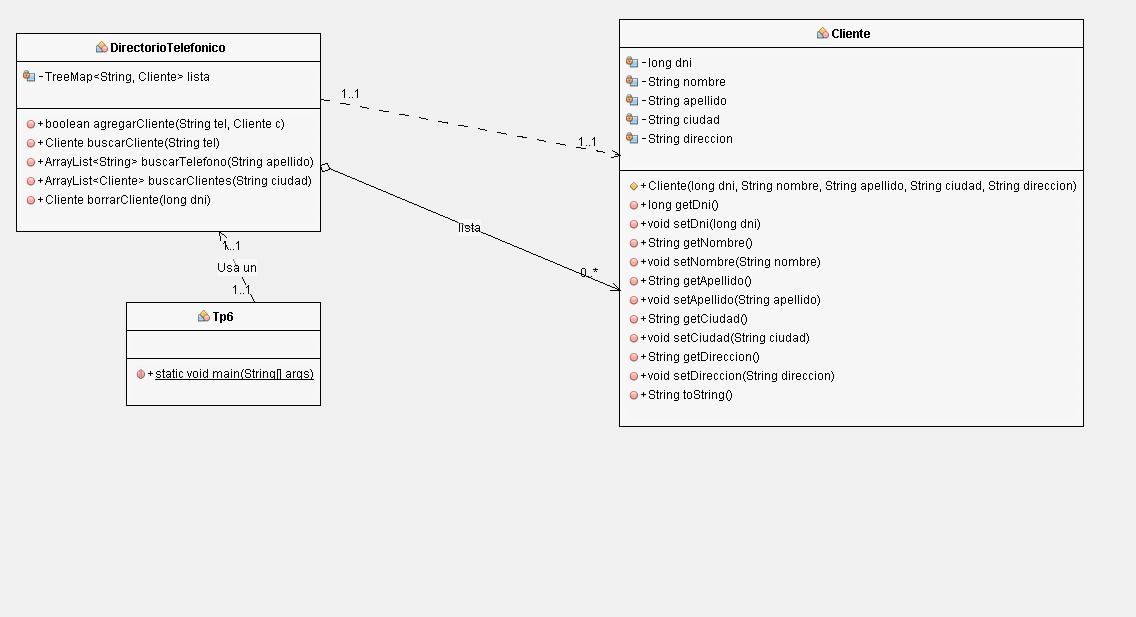 DirectorioTelefonico
-TreeMap<String, Cliente> lista
+boolean agregarCliente(String tel, Cliente c)
+Cliente buscarCliente(String tel)
+ArrayList<String> buscarTelefono(String apellido)
+ArrayList<Cliente> buscarClientes(String ciudad)
+Cliente borrarCliente(long dni)
1..1
1..1
lista
0..*
1..1
Usa un
1..1
Tp6
+static void main(String[] args)
Cliente
-long dni
-String nombre
-String apellido
-String ciudad
-String direccion
+Cliente(long dni, String nombre, String apellido, String ciudad, String direccion)
+long getDni()
+void setDni(long dni)
+String getNombre()
+void setNombre(String nombre)
+String getApellido()
+void setApellido(String apellido)
+String getCiudad()
+void setCiudad(String ciudad)
+String getDireccion()
+void setDireccion(String direccion)
+String toString()